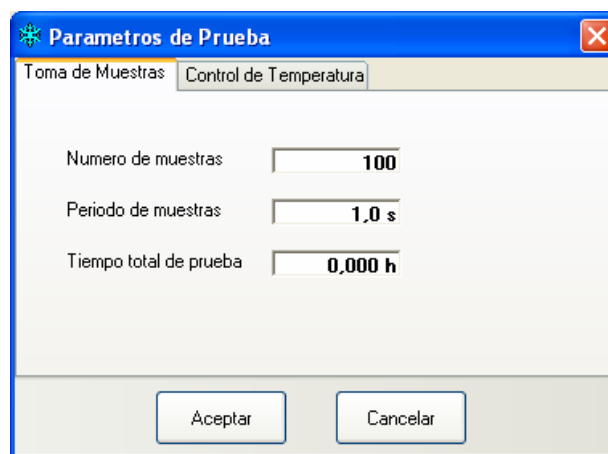 Parametros de Prueba
Toma de Muestras Control de Temperatura
Numero de muestras 100
Periodo de muestras 1,0 s
Tiempo total de prueba 0,000 h
Aceptar Cancelar